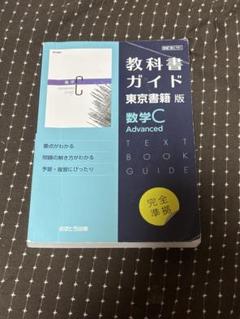 教科書
ガイド
東京書籍 版
数学C
Advanced
TEXT
BOOK
GUIDE
数学
C
要点がわかる
問題の解き方がわかる
予習・復習にぴったり
完全
準拠
あすとろ出版